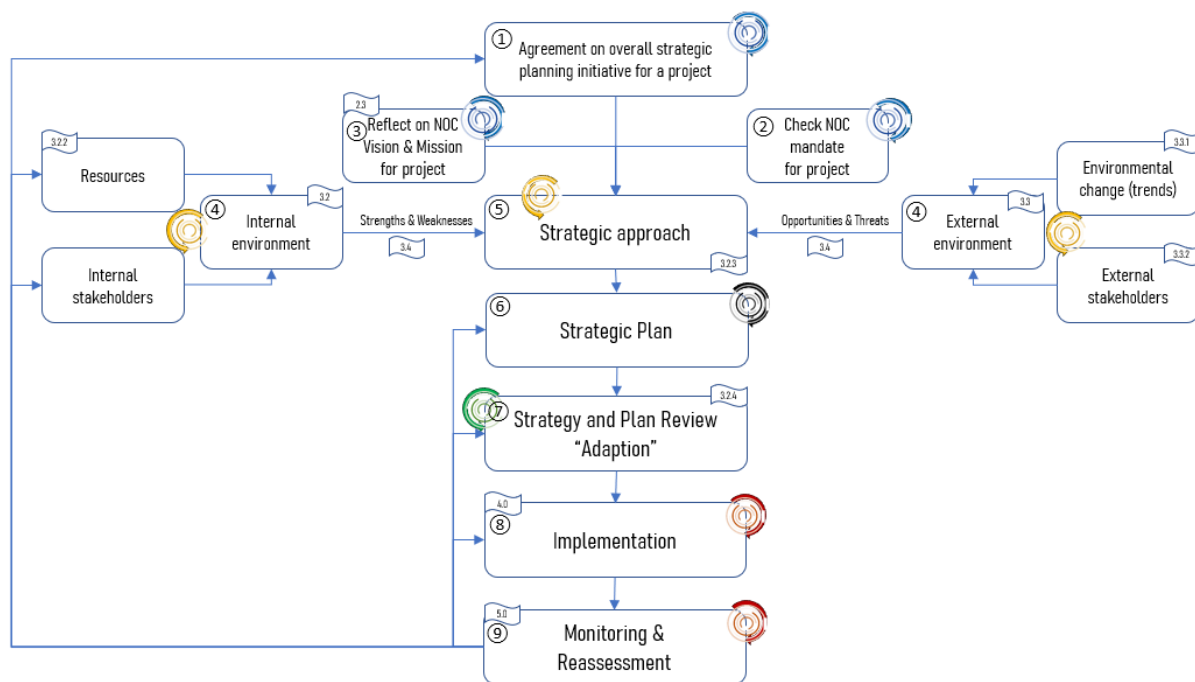 ①
Agreement on overall strategic
planning initiative for a project
2.3
③
Reflect on NOC
Vision & Mission
for project
②
Check NOC
mandate
for project
3.2.2
Resources
3.3.1
Environmental
change (trends)
④
3.2
Internal
environment
Strengths & Weaknesses
3.4
⑤
Strategic approach
3.2.3
Opportunities & Threats
3.4
④
3.3
External
environment
Internal
stakeholders
3.3.2
External
stakeholders
⑥
Strategic Plan
⑦
3.2.4
Strategy and Plan Review
“Adaption”
4.0
⑧
Implementation
5.0
⑨
Monitoring &
Reassessment